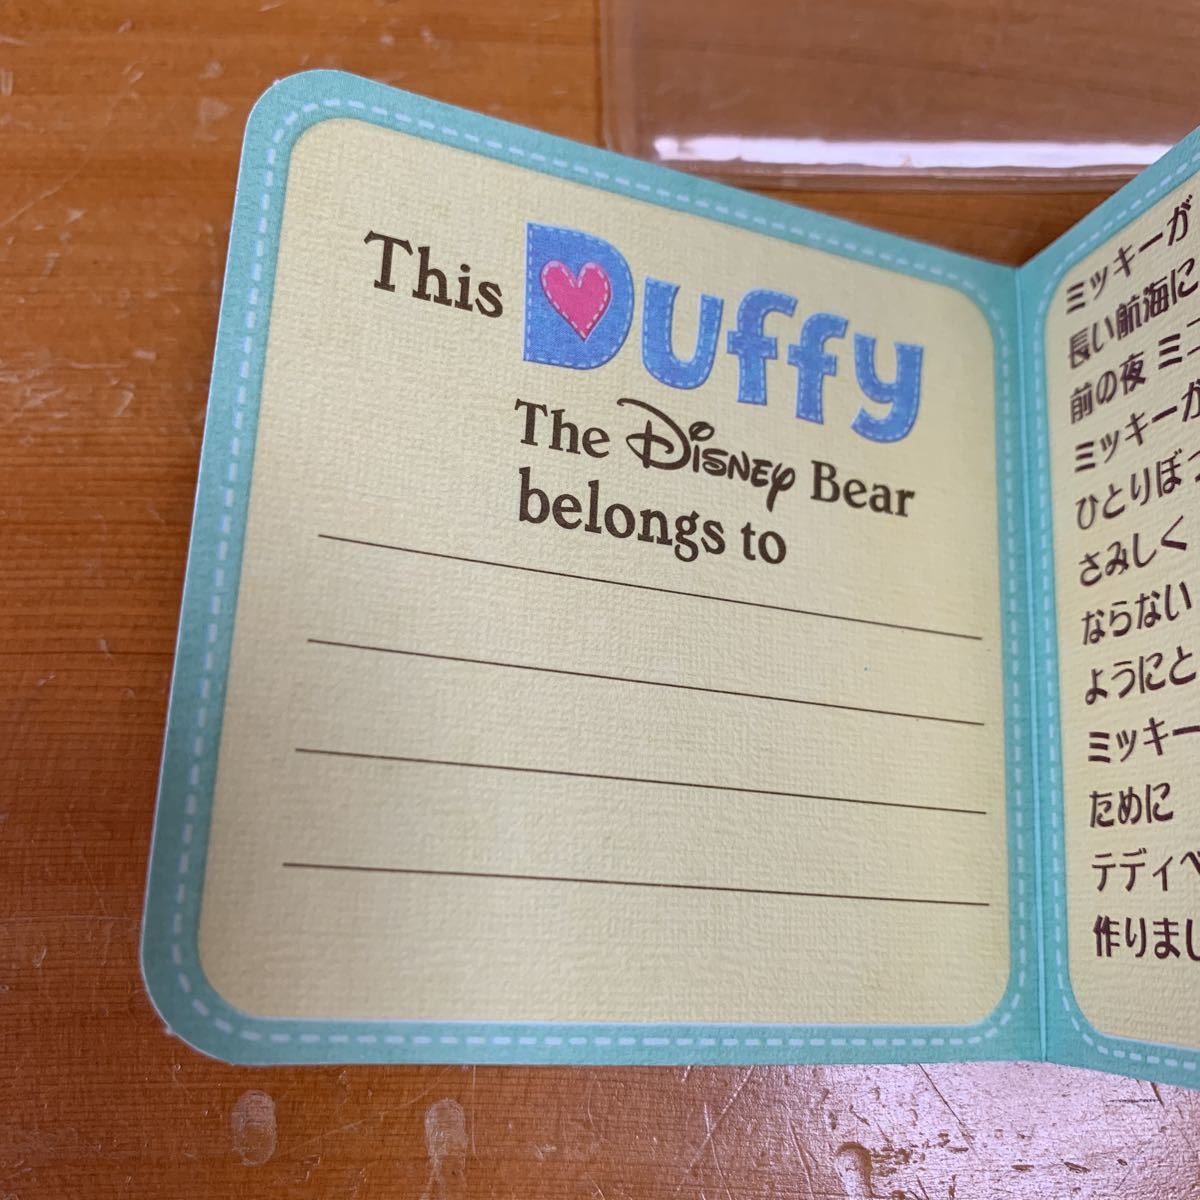 This Duffy
The Disney Bear
belongs to
ミッキーが
長い航海に
前の夜 ミニ
ミッキーが
ひとりぼっ
さみしく
ならない
ようにと
ミッキー
ために
テディベ
作りまし